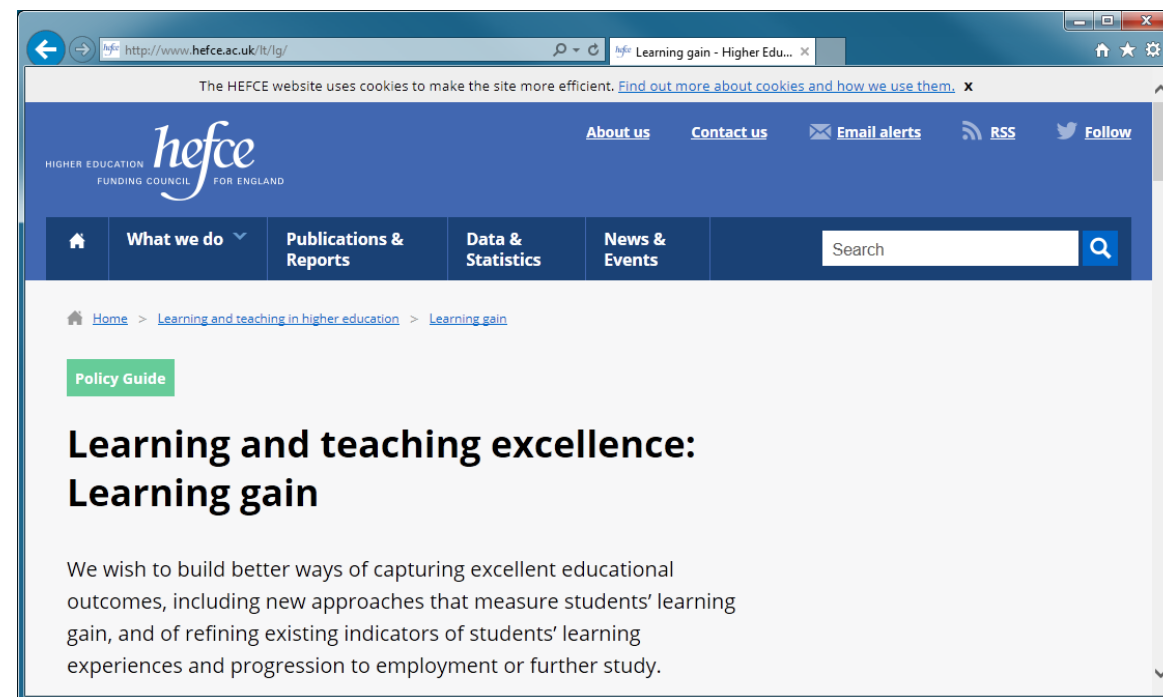 http://www.hefce.ac.uk/lt/lg/
hefce Learning gain - Higher Edu...
The HEFCE website uses cookies to make the site more efficient. Find out more about cookies and how we use them. x
About us Contact us Email alerts RSS Follow
hefce
HIGHER EDUCATION
FUNDING COUNCIL FOR ENGLAND
What we do Publications & Data & News &
Reports Statistics Events
Search
Home > Learning and teaching in higher education > Learning gain
Policy Guide
Learning and teaching excellence:
Learning gain
We wish to build better ways of capturing excellent educational
outcomes, including new approaches that measure students’ learning
gain, and of refining existing indicators of students’ learning
experiences and progression to employment or further study.